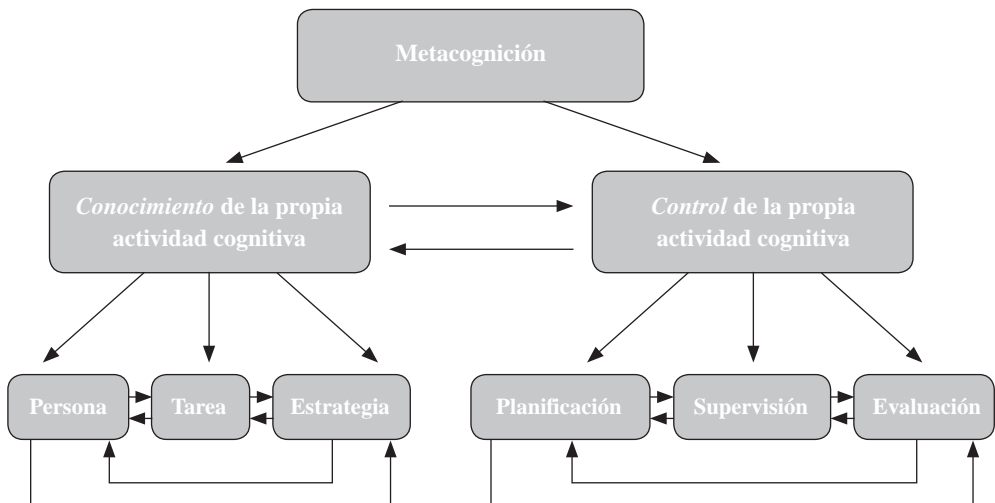 Metacognición
Conocimiento de la propia
actividad cognitiva
Control de la propia
actividad cognitiva
Persona
Tarea
Estrategia
Planificación
Supervisión
Evaluación